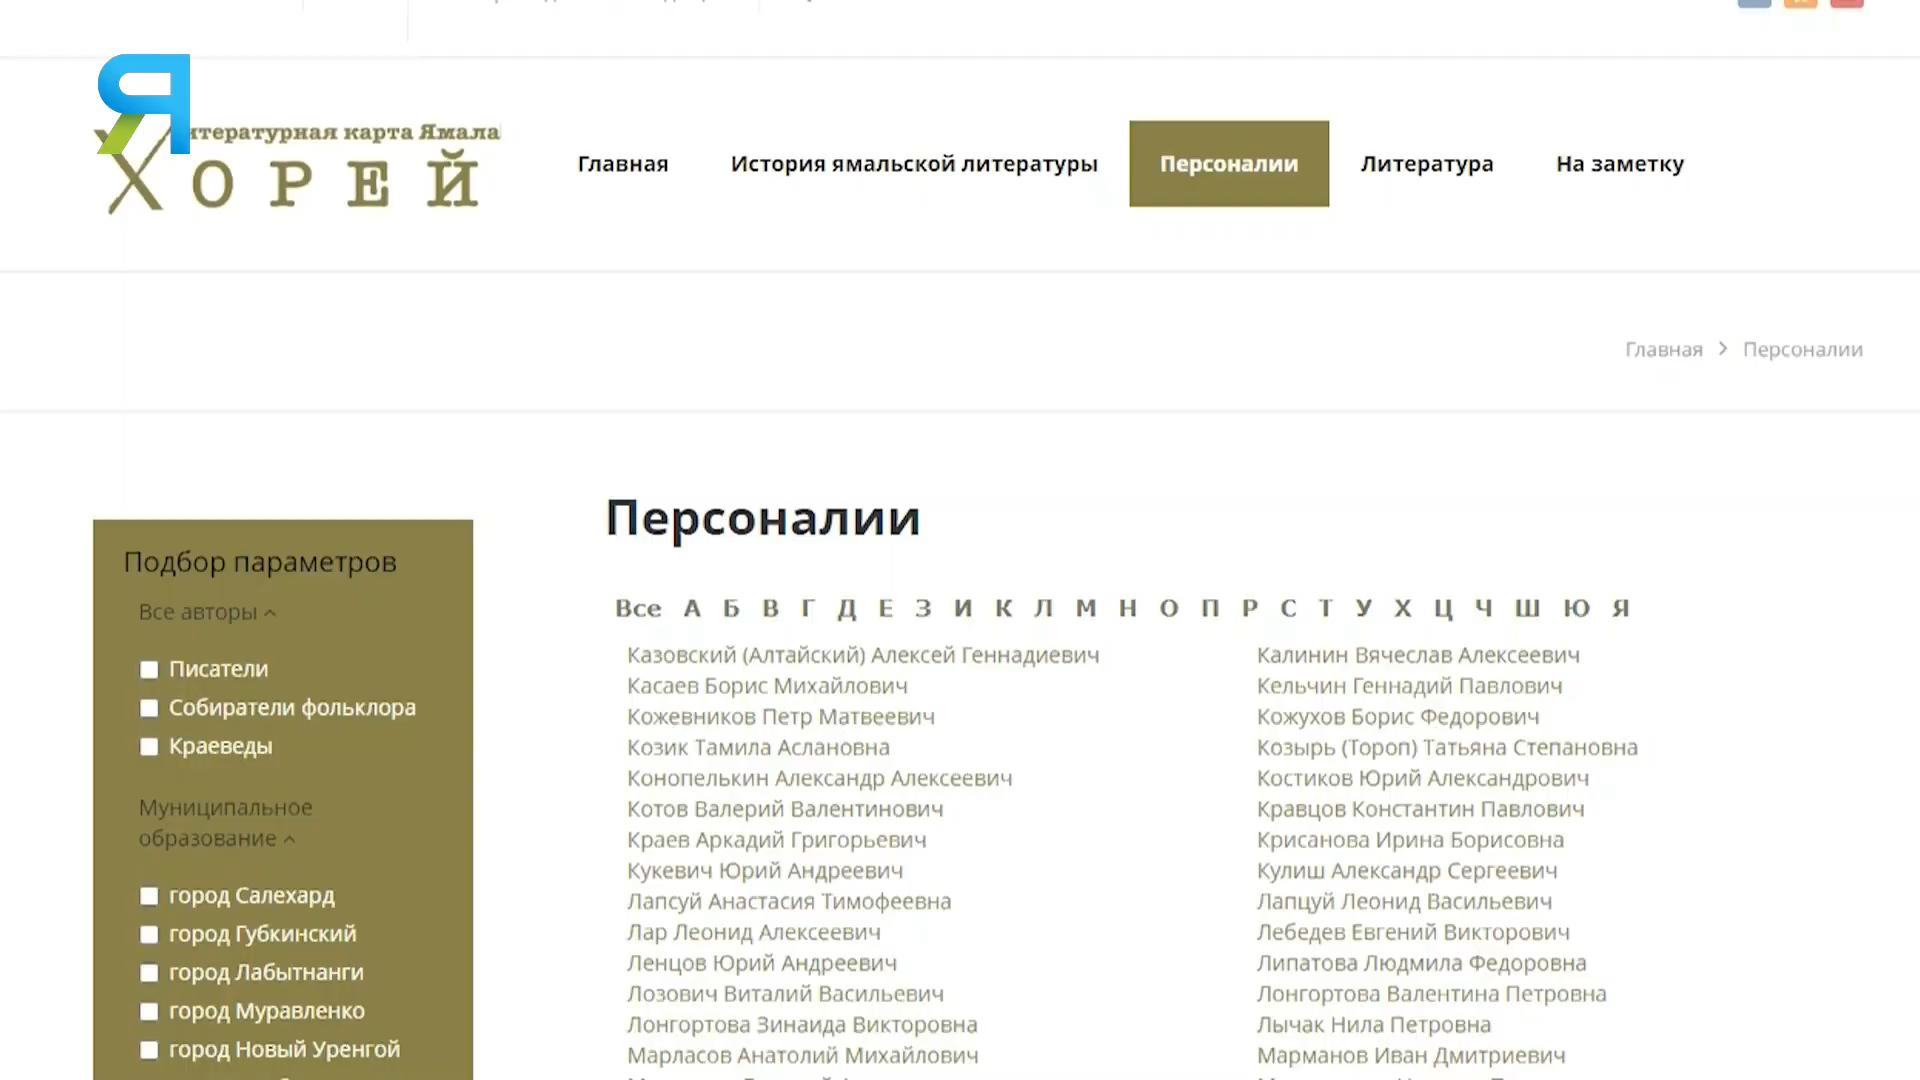 итературная карта Ямала
ХОРЕЙ
Главная
История ямальской литературы
Персоналии
Литература
На заметку
Главная > Персоналии
Подбор параметров
Все авторы
Писатели
Собиратели фольклора
Краеведы
Муниципальное
образование
город Салехард
город Губкинский
город Лабытнанги
город Муравленко
город Новый Уренгой
Персоналии
Все А Б В Г Д Е З И К Л М Н О П Р С Т У Х Ц Ч Ш Ю Я
Казовский (Алтайский) Алексей Геннадиевич
Калинин Вячеслав Алексеевич
Касаев Борис Михайлович
Кельчин Геннадий Павлович
Кожевников Петр Матвеевич
Кожухов Борис Федорович
Козик Тамила Аслановна
Козырь (Тороп) Татьяна Степановна
Конопелькин Александр Алексеевич
Костиков Юрий Александрович
Котов Валерий Валентинович
Кравцов Константин Павлович
Краев Аркадий Григорьевич
Крисанова Ирина Борисовна
Кукевич Юрий Андреевич
Кулиш Александр Сергеевич
Лапсуй Анастасия Тимофеевна
Лапцуй Леонид Васильевич
Лар Леонид Алексеевич
Лебедев Евгений Викторович
Ленцов Юрий Андреевич
Липатова Людмила Федоровна
Лозович Виталий Васильевич
Лонгортова Валентина Петровна
Лонгортова Зинаида Викторовна
Лычак Нила Петровна
Марласов Анатолий Михайлович
Марманов Иван Дмитриевич